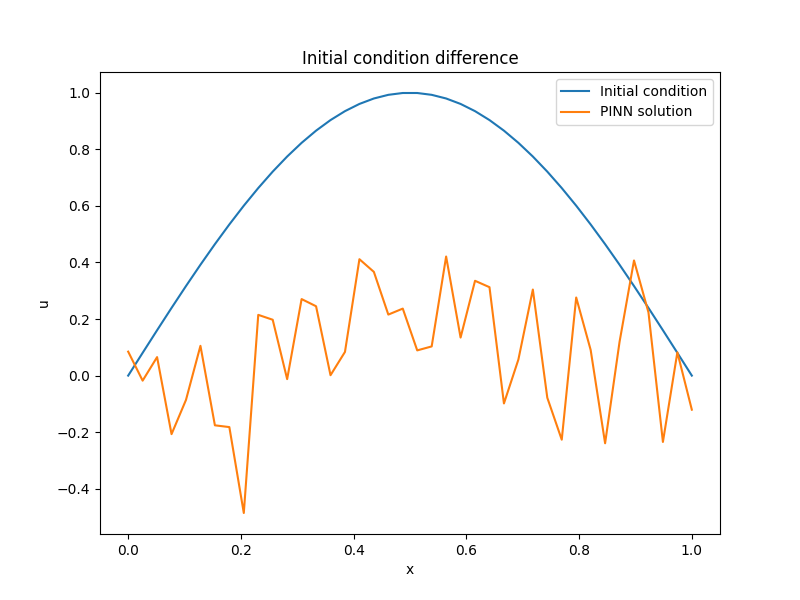 Initial condition difference
Initial condition
PINN solution
1.0
0.8
0.6
0.4
0.2
0.0
−0.2
−0.4
u
0.0 0.2 0.4 0.6 0.8 1.0
x